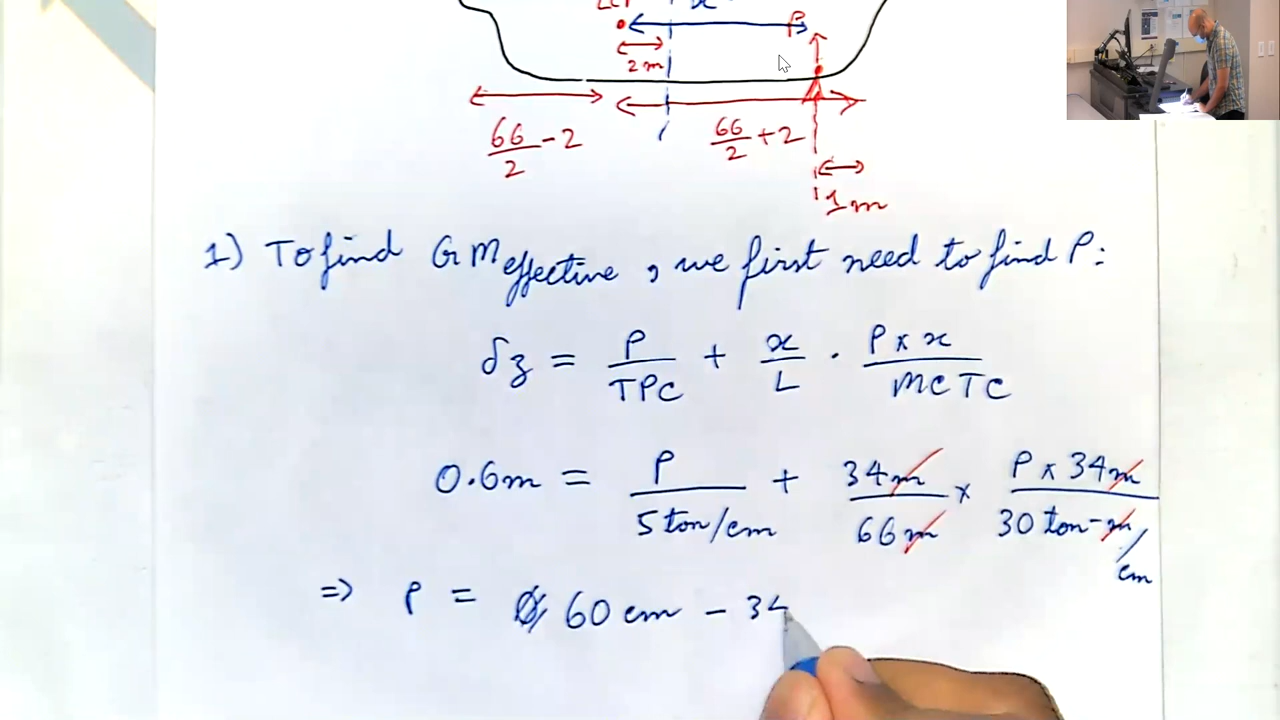 x
2 m
66/2 - 2
66/2 + 2
1m
1) To find GM effective, we first need to find P:
δz = P/TPC + x/L · P × x/MCTC
0.6m = P/5 ton/cm + 34m/66m × P × 34m/30 ton-m/cm
⇒ P = 60 cm - 34